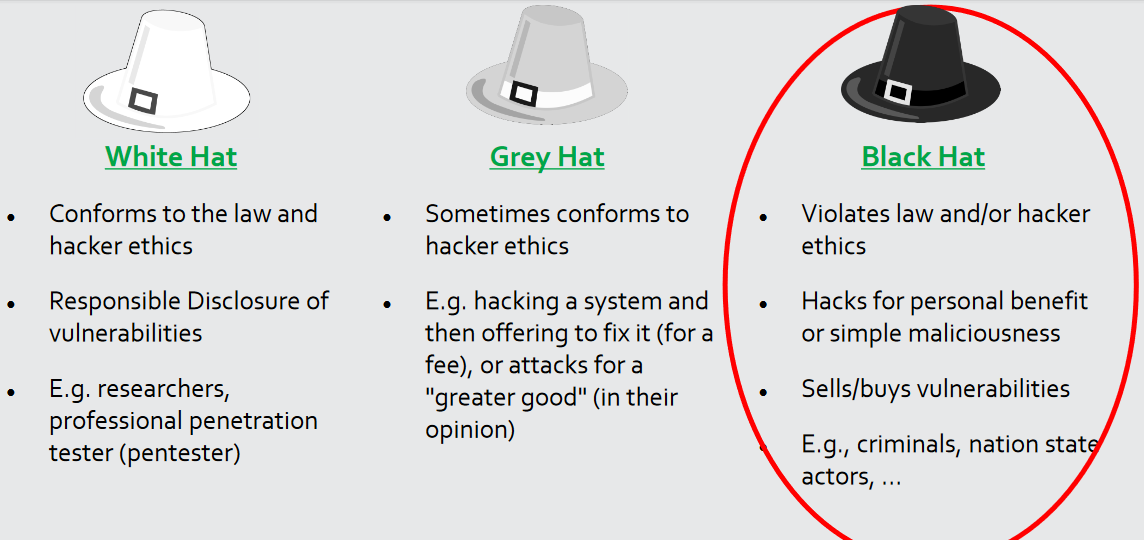 White Hat
• Conforms to the law and
hacker ethics
• Responsible Disclosure of
vulnerabilities
• E.g. researchers,
professional penetration
tester (pentester)
Grey Hat
• Sometimes conforms to
hacker ethics
• E.g. hacking a system and
then offering to fix it (for a
fee), or attacks for a
"greater good" (in their
opinion)
Black Hat
• Violates law and/or hacker
ethics
• Hacks for personal benefit
or simple maliciousness
• Sells/buys vulnerabilities
• E.g., criminals, nation state
actors, ...